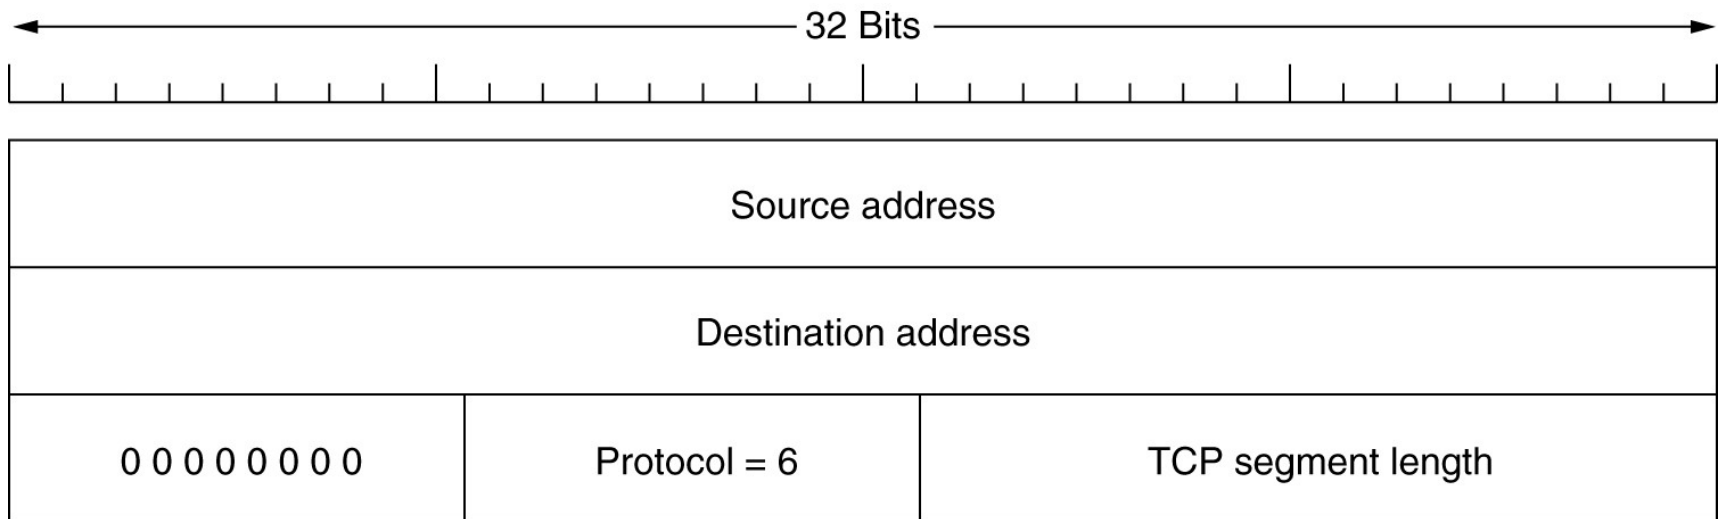 32 Bits
Source address
Destination address
0 0 0 0 0 0 0 0 Protocol = 6 TCP segment length